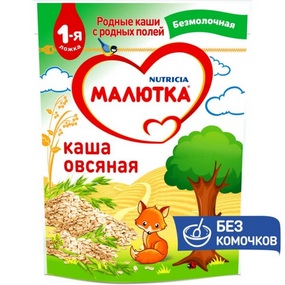 1-я
ложка
Родные каши
с родных полей
Безмолочная
NUTRICIA
МАЛЮТКА®
каша
овсяная
БЕЗ
КОМОЧКОВ